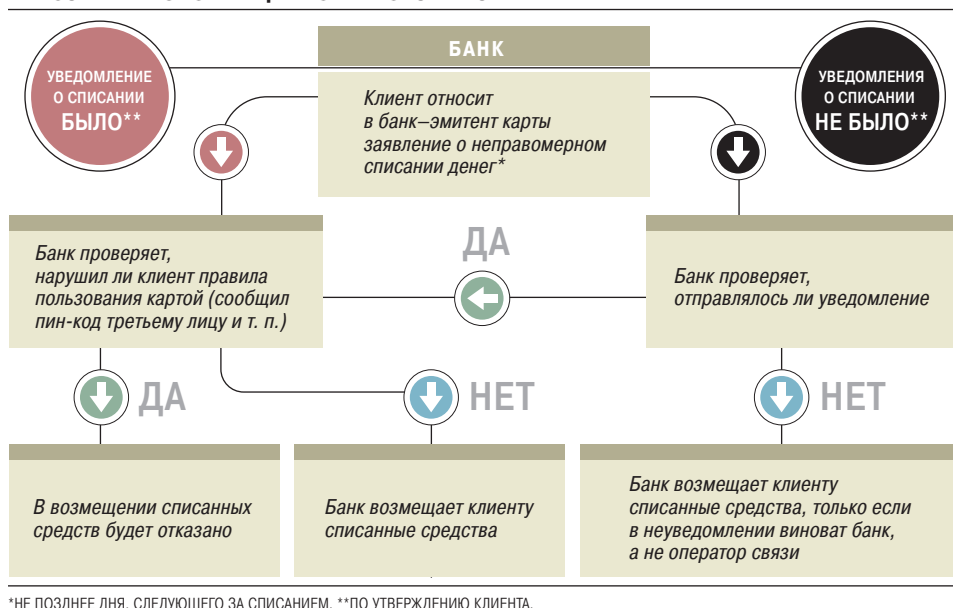 БАНК
УВЕДОМЛЕНИЕ
О СПИСАНИИ
БЫЛО**
Клиент относит
в банк–эмитент карты
заявление о неправомерном
списании денег*
УВЕДОМЛЕНИЯ
О СПИСАНИИ
НЕ БЫЛО**
Банк проверяет,
нарушил ли клиент правила
пользования картой (сообщил
пин-код третьему лицу и т. п.)
ДА
Банк проверяет,
отправлялось ли уведомление
ДА
НЕТ
НЕТ
В возмещении списанных
средств будет отказано
Банк возмещает клиенту
списанные средства
Банк возмещает клиенту
списанные средства, только если
в неуведомлении виноват банк,
а не оператор связи
*НЕ ПОЗДНЕЕ ДНЯ, СЛЕДУЮЩЕГО ЗА СПИСАНИЕМ. **ПО УТВЕРЖДЕНИЮ КЛИЕНТА.